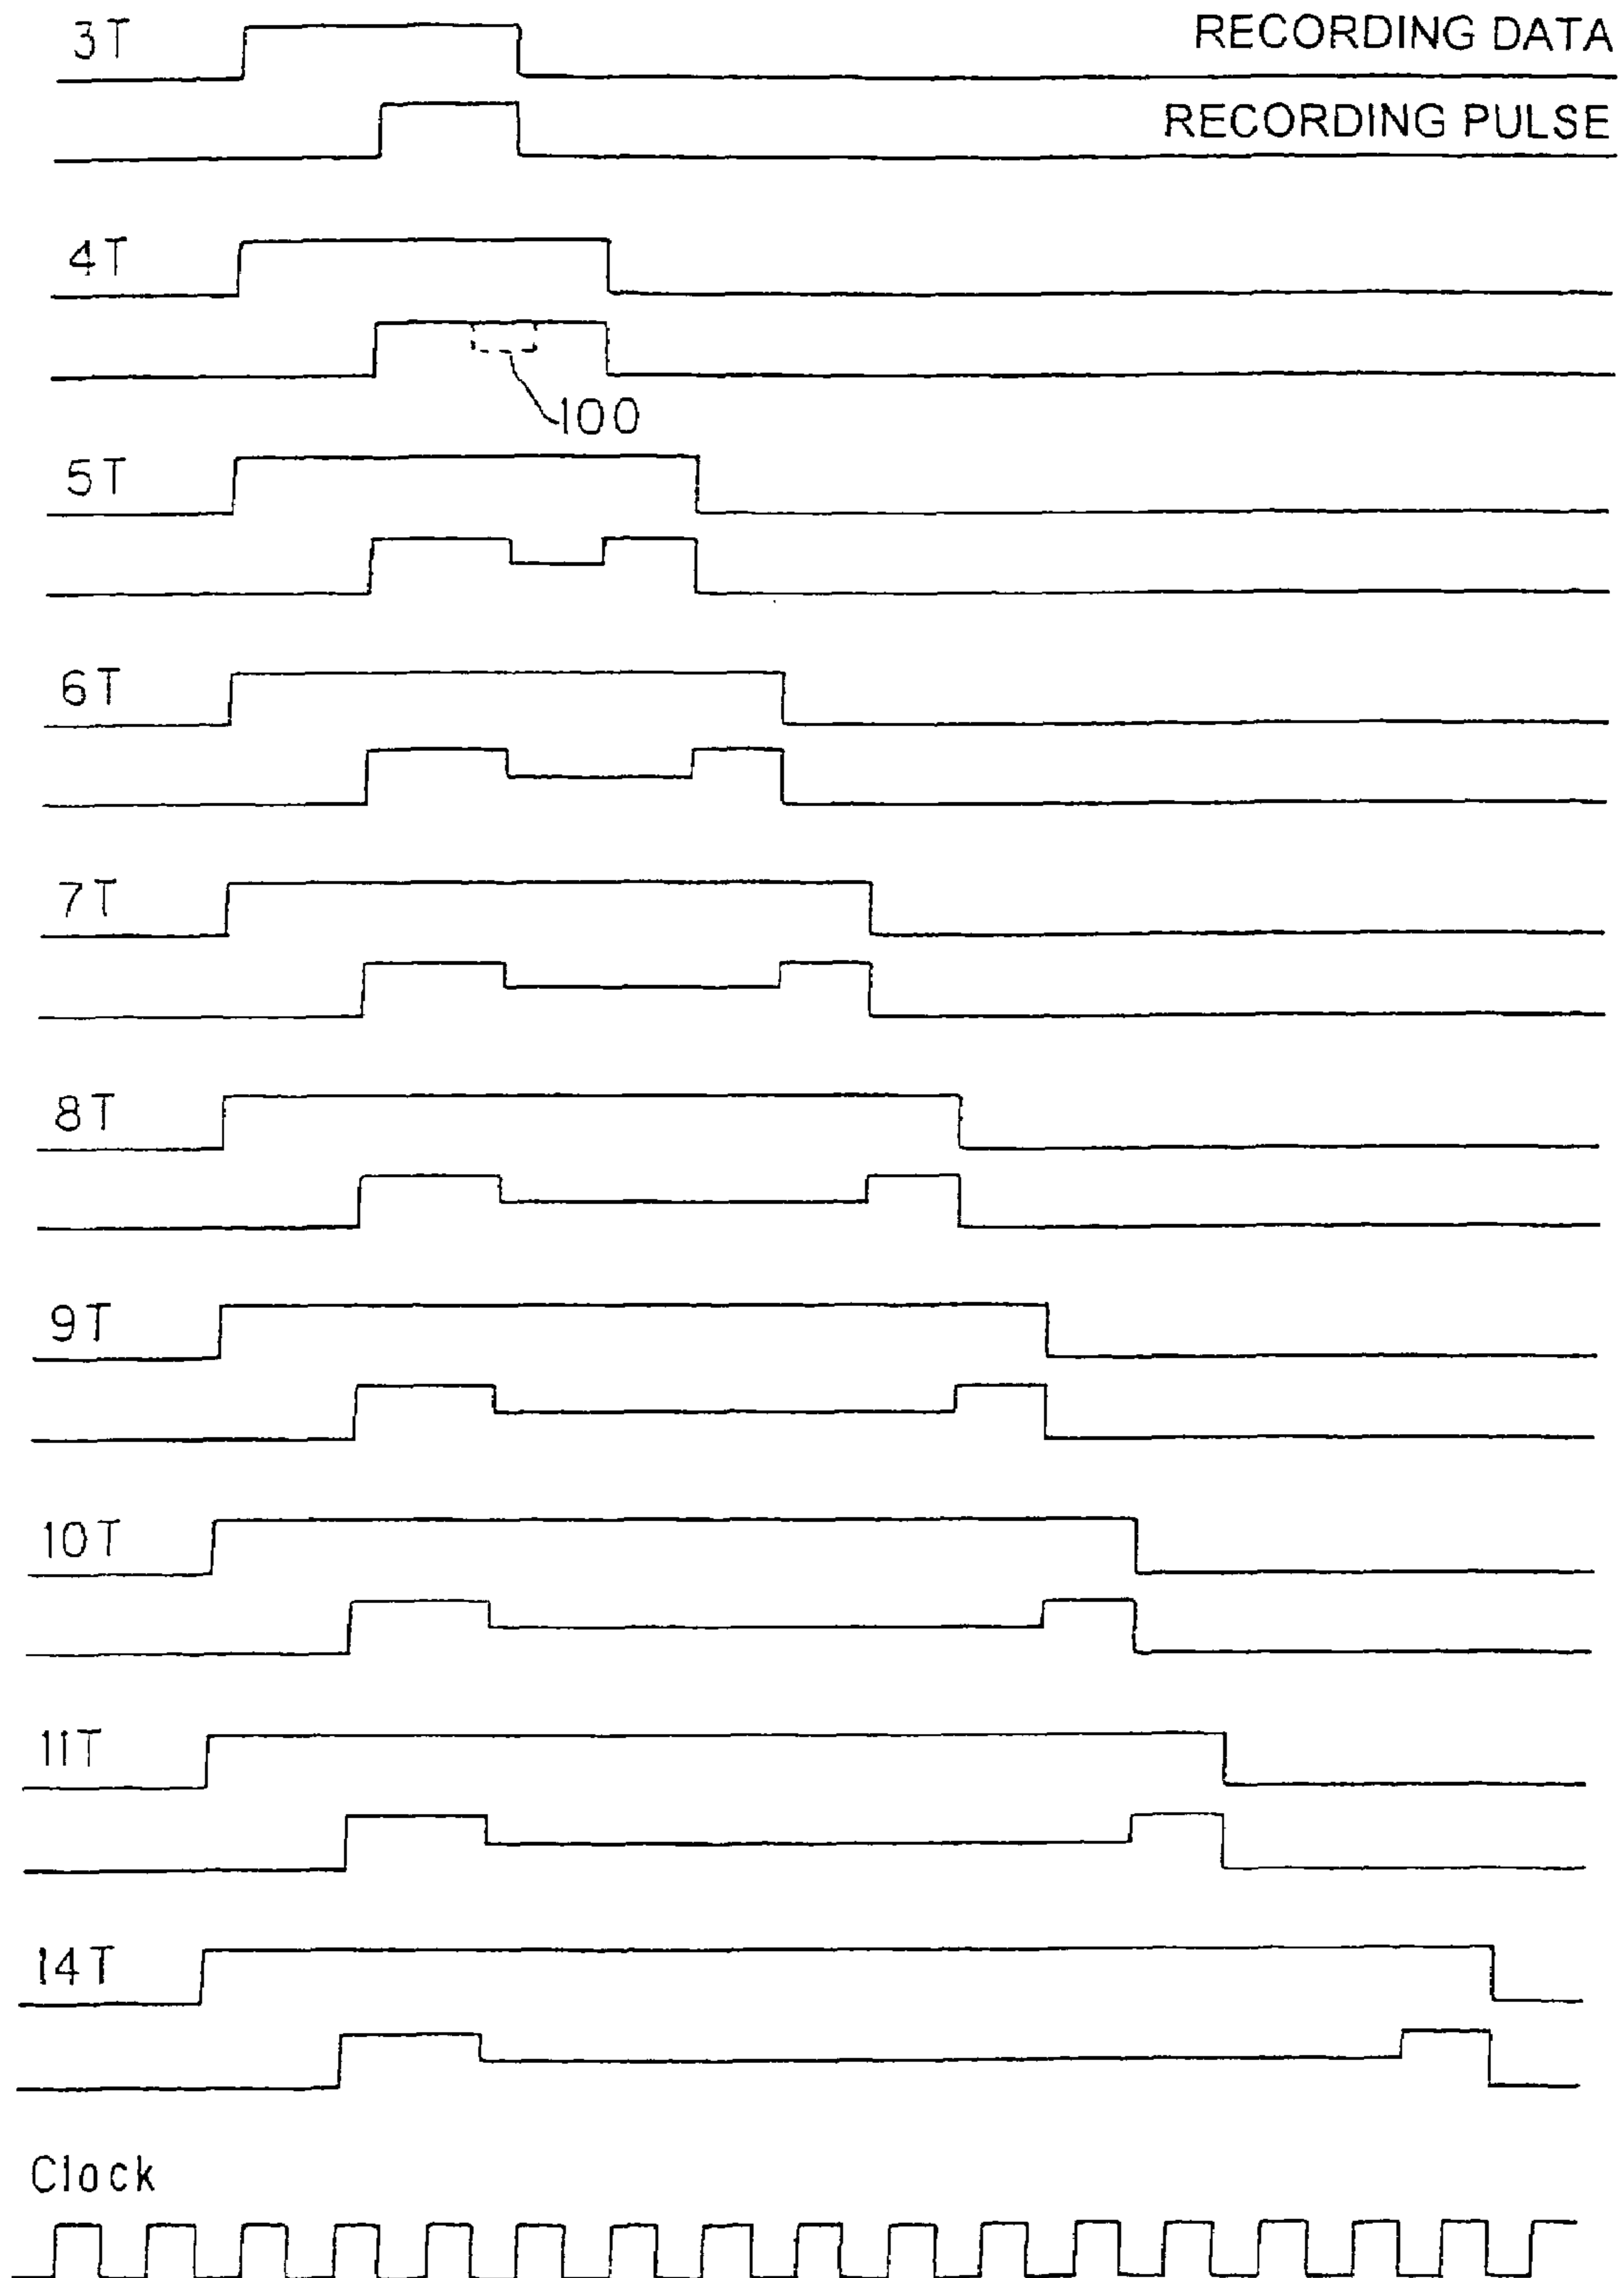 3T RECORDING DATA
RECORDING PULSE
4T
100
5T
6T
7T
8T
9T
10T
11T
14T
Clock